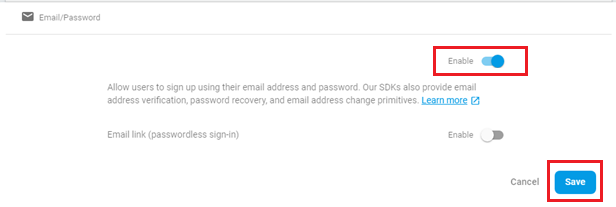 Email/Password
Enable
Allow users to sign up using their email address and password. Our SDKs also provide email
address verification, password recovery, and email address change primitives. Learn more
Email link (passwordless sign-in) Enable
Cancel Save